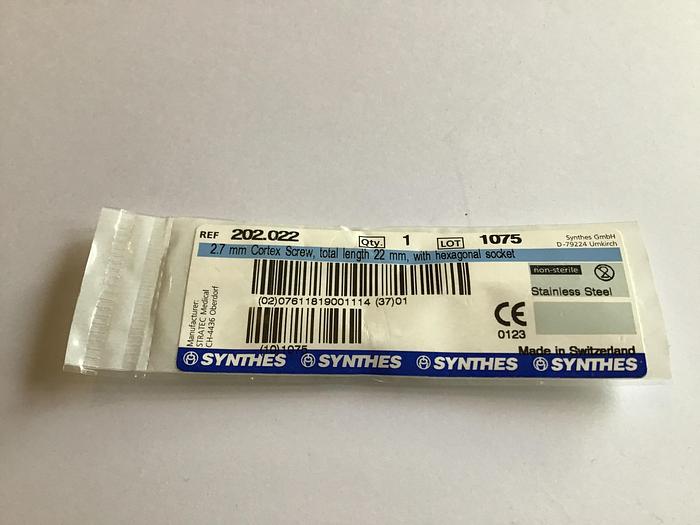 REF 202.022 Qty. 1 LOT 1075
Synthes GmbH
D-79224 Umkirch
2.7 mm Cortex Screw, total length 22 mm, with hexagonal socket
non-sterile
Stainless Steel
(02)07611819001114 (37)01
Manufacturer:
STRATEC Medical
CH-4436 Oberdorf
CE
0123
(10)1075
Made in Switzerland
SYNTHES SYNTHES SYNTHES SYNTHES